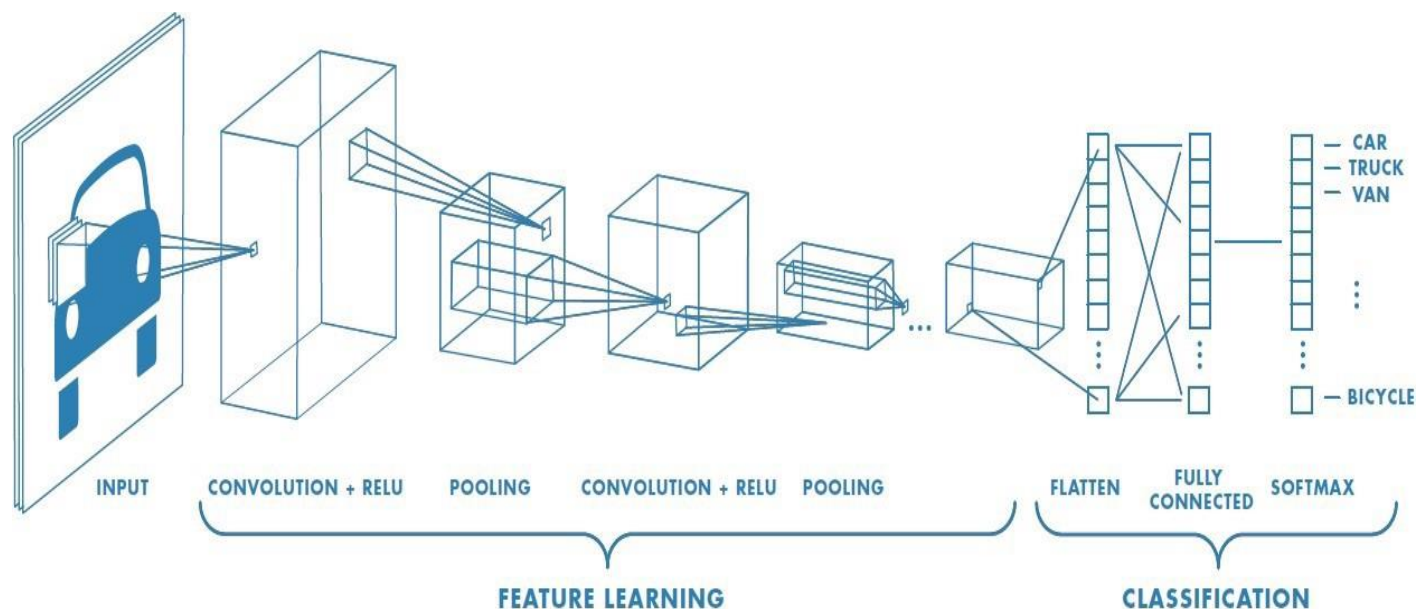 CAR
TRUCK
VAN
BICYCLE
INPUT
CONVOLUTION + RELU
POOLING
CONVOLUTION + RELU
POOLING
FLATTEN
FULLY
CONNECTED
SOFTMAX
FEATURE LEARNING
CLASSIFICATION